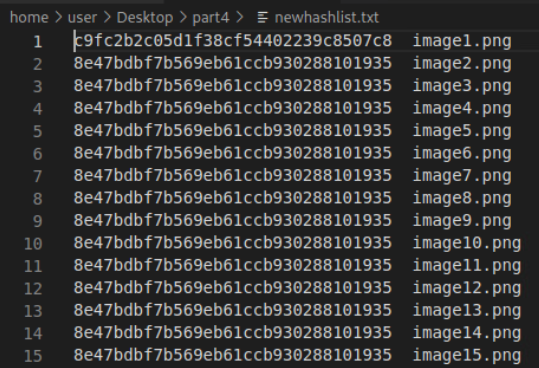 home > user > Desktop > part4 > newhashlist.txt
1 c9fc2b2c05d1f38cf54402239c8507c8 image1.png
2 8e47bdbf7b569eb61ccb930288101935 image2.png
3 8e47bdbf7b569eb61ccb930288101935 image3.png
4 8e47bdbf7b569eb61ccb930288101935 image4.png
5 8e47bdbf7b569eb61ccb930288101935 image5.png
6 8e47bdbf7b569eb61ccb930288101935 image6.png
7 8e47bdbf7b569eb61ccb930288101935 image7.png
8 8e47bdbf7b569eb61ccb930288101935 image8.png
9 8e47bdbf7b569eb61ccb930288101935 image9.png
10 8e47bdbf7b569eb61ccb930288101935 image10.png
11 8e47bdbf7b569eb61ccb930288101935 image11.png
12 8e47bdbf7b569eb61ccb930288101935 image12.png
13 8e47bdbf7b569eb61ccb930288101935 image13.png
14 8e47bdbf7b569eb61ccb930288101935 image14.png
15 8e47bdbf7b569eb61ccb930288101935 image15.png